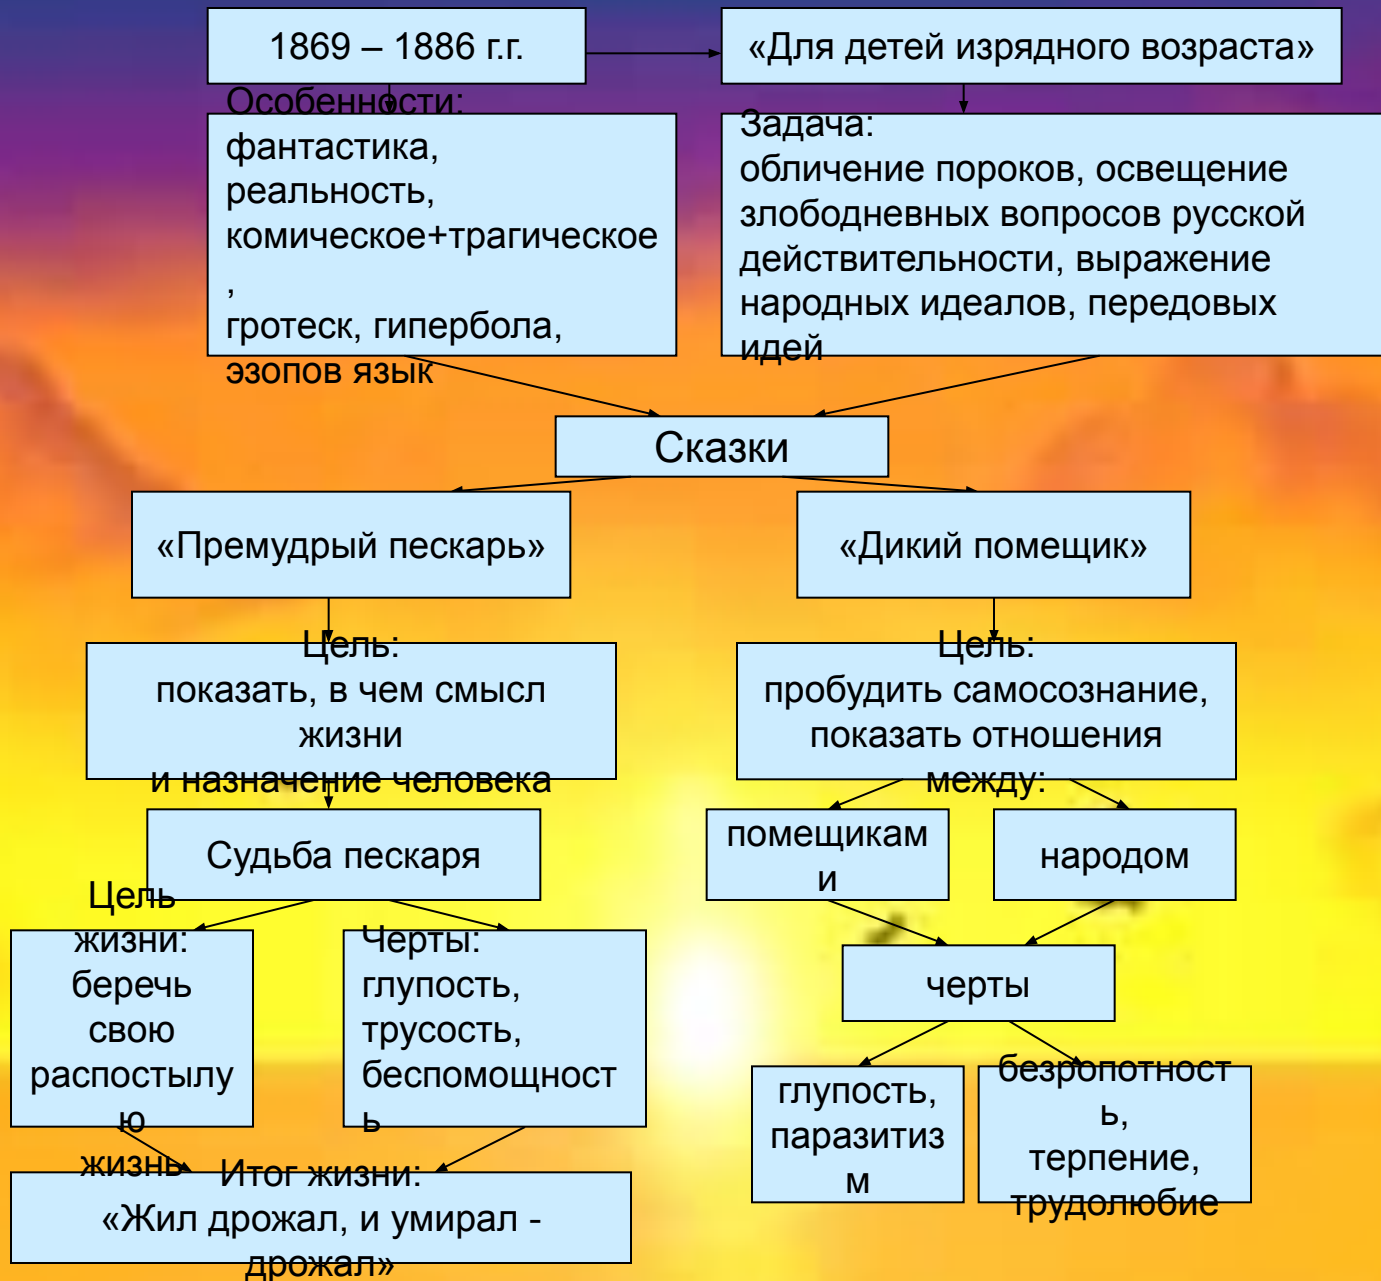 1869 – 1886 г.г.
«Для детей изрядного возраста»
Особенности:
фантастика,
реальность,
комическое+трагическое
,
гротеск, гипербола,
эзопов язык
Задача:
обличение пороков, освещение
злободневных вопросов русской
действительности, выражение
народных идеалов, передовых
идей
Сказки
«Премудрый пескарь»
«Дикий помещик»
Цель:
показать, в чем смысл
жизни
и назначение человека
Цель:
пробудить самосознание,
показать отношения
между:
Судьба пескаря
помещикам
и
народом
Цель
жизни:
беречь
свою
распостылу
ю
жизнь
Черты:
глупость,
трусость,
беспомощност
ь
черты
глупость,
паразитиз
м
безропотност
ь,
терпение,
трудолюбие
Итог жизни:
«Жил дрожал, и умирал -
дрожал»